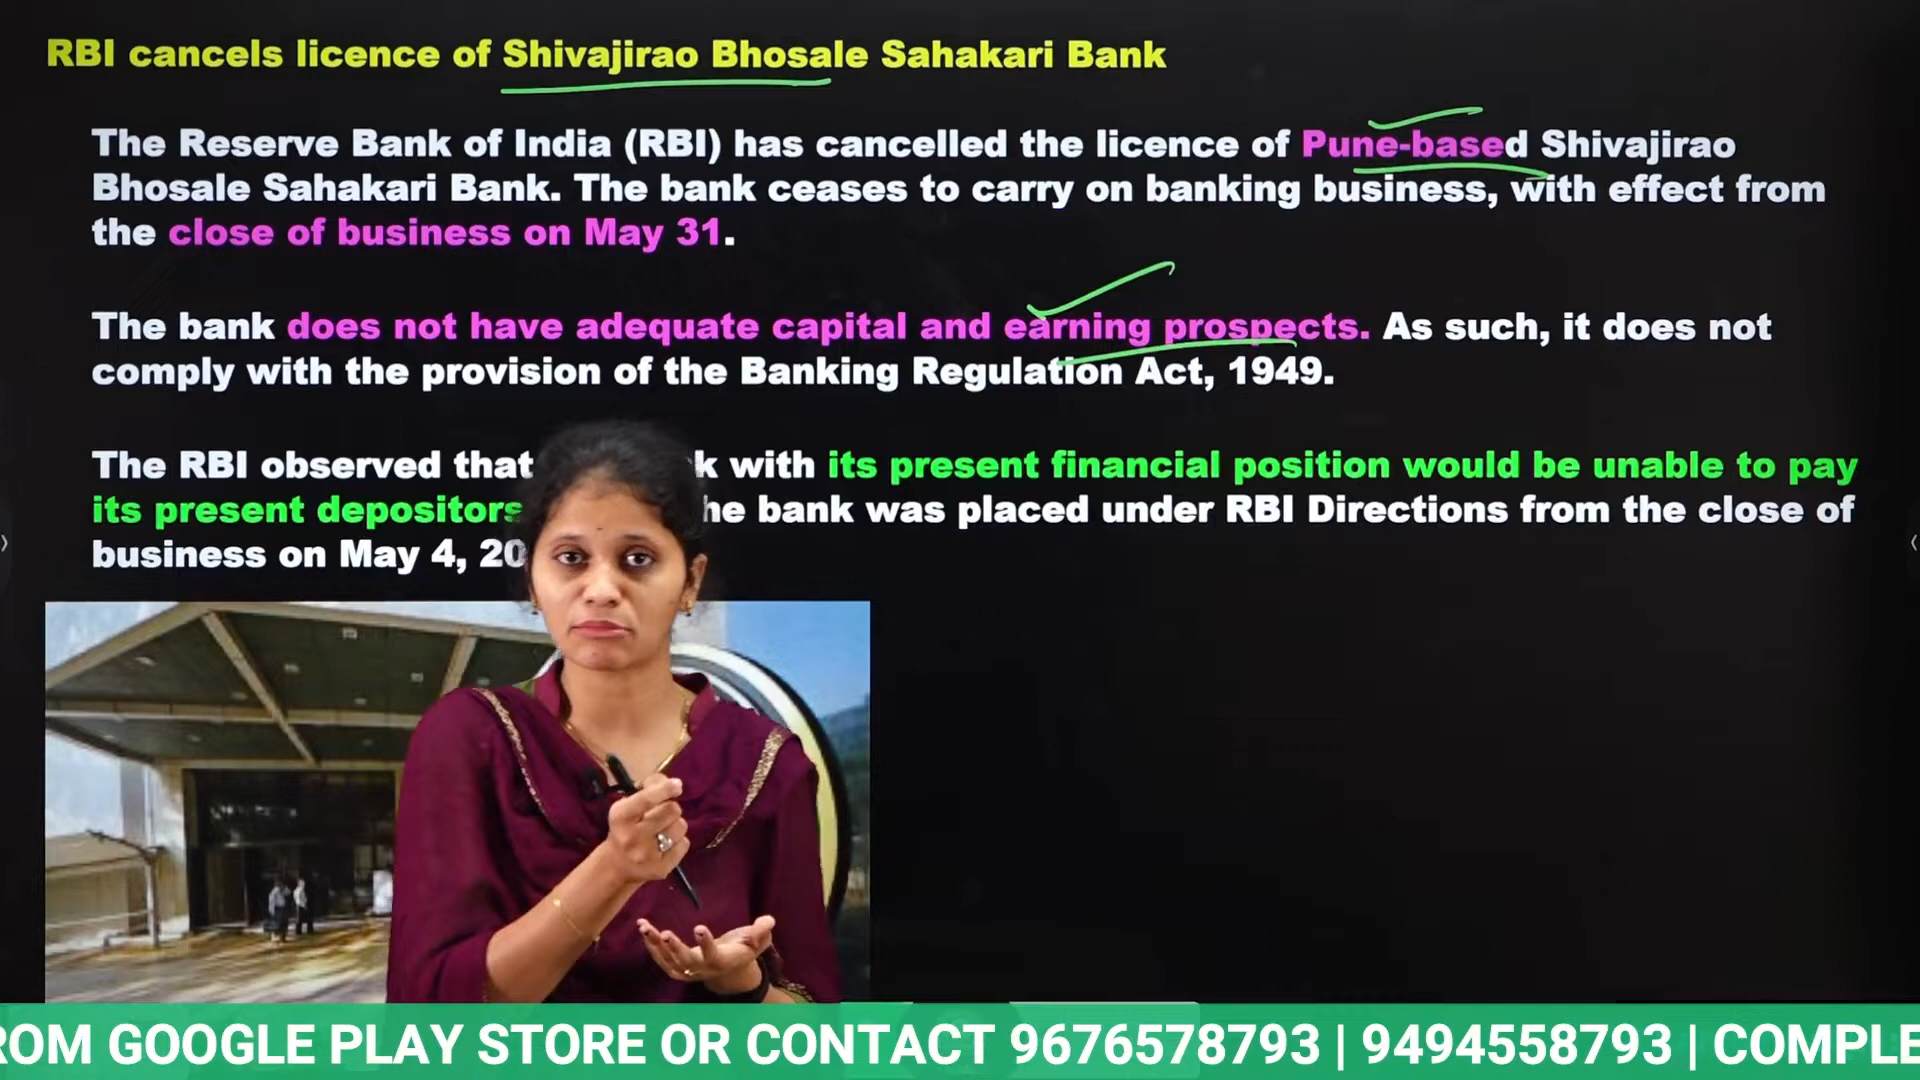 RBI cancels licence of Shivajirao Bhosale Sahakari Bank
The Reserve Bank of India (RBI) has cancelled the licence of Pune-based Shivajirao
Bhosale Sahakari Bank. The bank ceases to carry on banking business, with effect from
the close of business on May 31.
The bank does not have adequate capital and earning prospects. As such, it does not
comply with the provision of the Banking Regulation Act, 1949.
The RBI observed that k with its present financial position would be unable to pay
its present depositors he bank was placed under RBI Directions from the close of
business on May 4, 20
ROM GOOGLE PLAY STORE OR CONTACT 9676578793 | 9494558793 | COMPLE